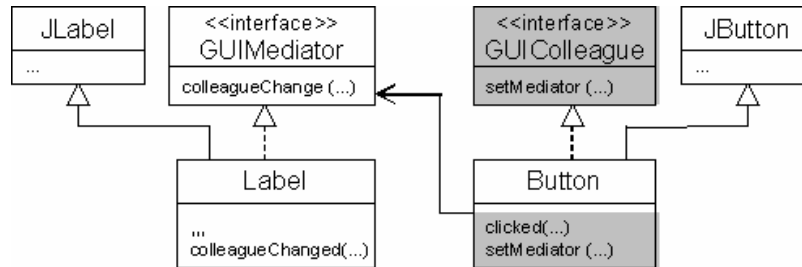 JLabel
...
<<interface>>
GUIMediator
colleagueChange (...)
<<interface>>
GUIColleague
setMediator (...)
JButton
...
Label
...
colleagueChanged(...)
Button
clicked(...)
setMediator (...)